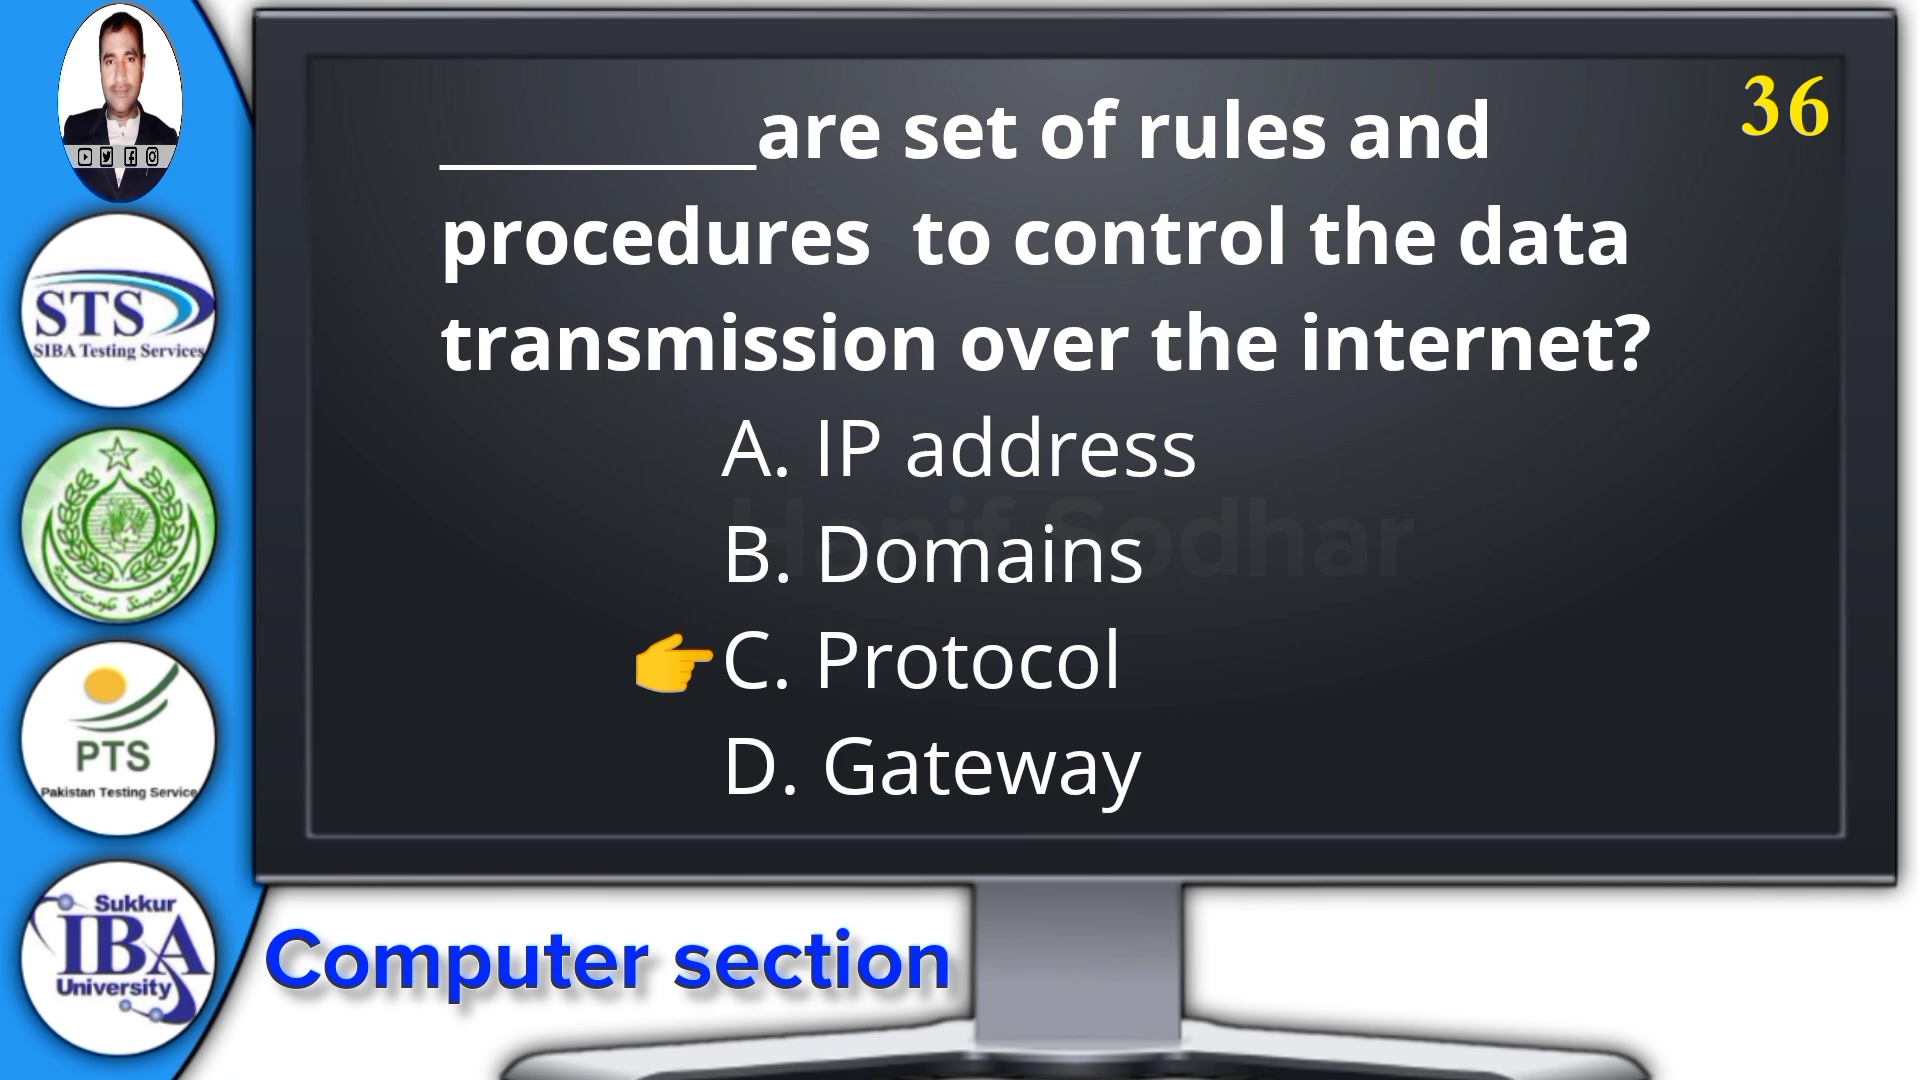 36
__________are set of rules and
procedures  to control the data
transmission over the internet?
A. IP address
B. Domains
👉C. Protocol
D. Gateway
Hanif Sodhar
STS
SIBA Testing Services
PTS
Pakistan Testing Service
Sukkur
IBA
University
Computer section